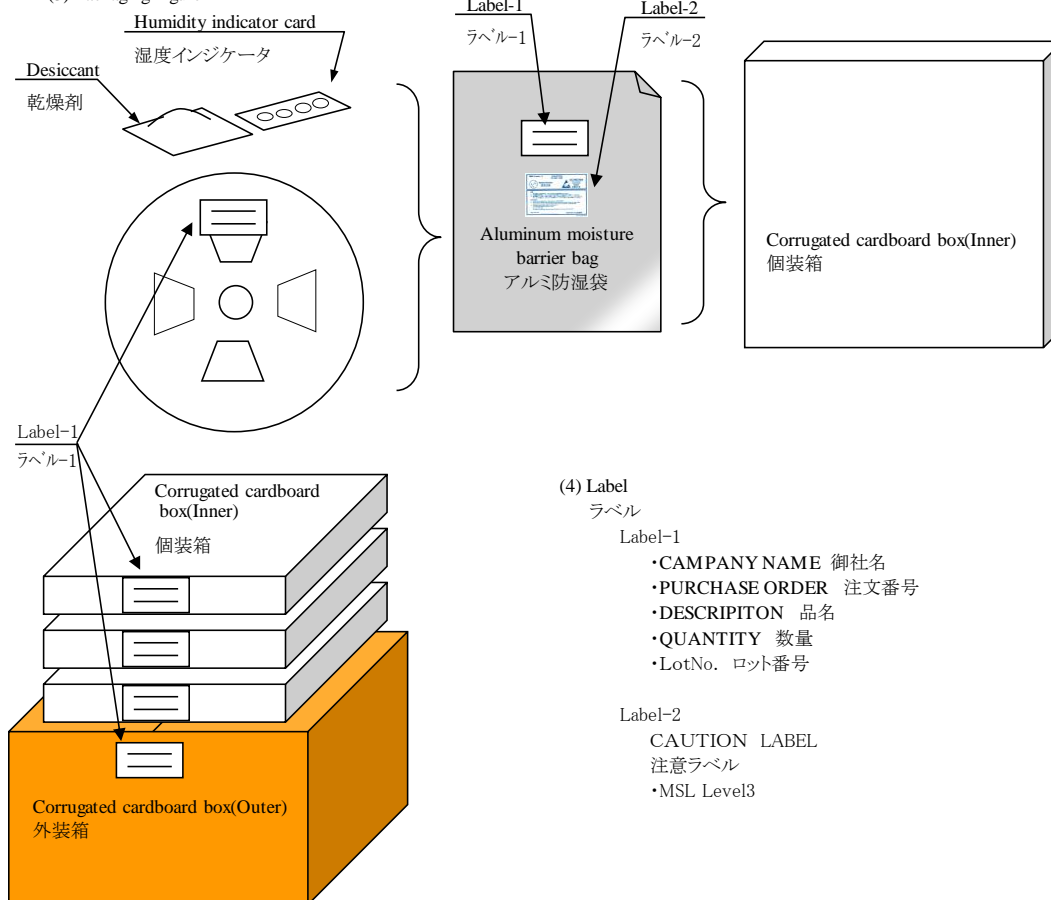 Humidity indicator card
湿度インジケータ
Desiccant
乾燥剤
Label-1
ラベル-1
Label-2
ラベル-2
Aluminum moisture
barrier bag
アルミ防湿袋
Corrugated cardboard box(Inner)
個装箱
Label-1
ラベル-1
Corrugated cardboard
box(Inner)
個装箱
Corrugated cardboard box(Outer)
外装箱
(4) Label
ラベル
Label-1
・CAMPANY NAME 御社名
・PURCHASE ORDER 注文番号
・DESCRIPITON 品名
・QUANTITY 数量
・LotNo. ロット番号
Label-2
CAUTION LABEL
注意ラベル
・MSL Level3